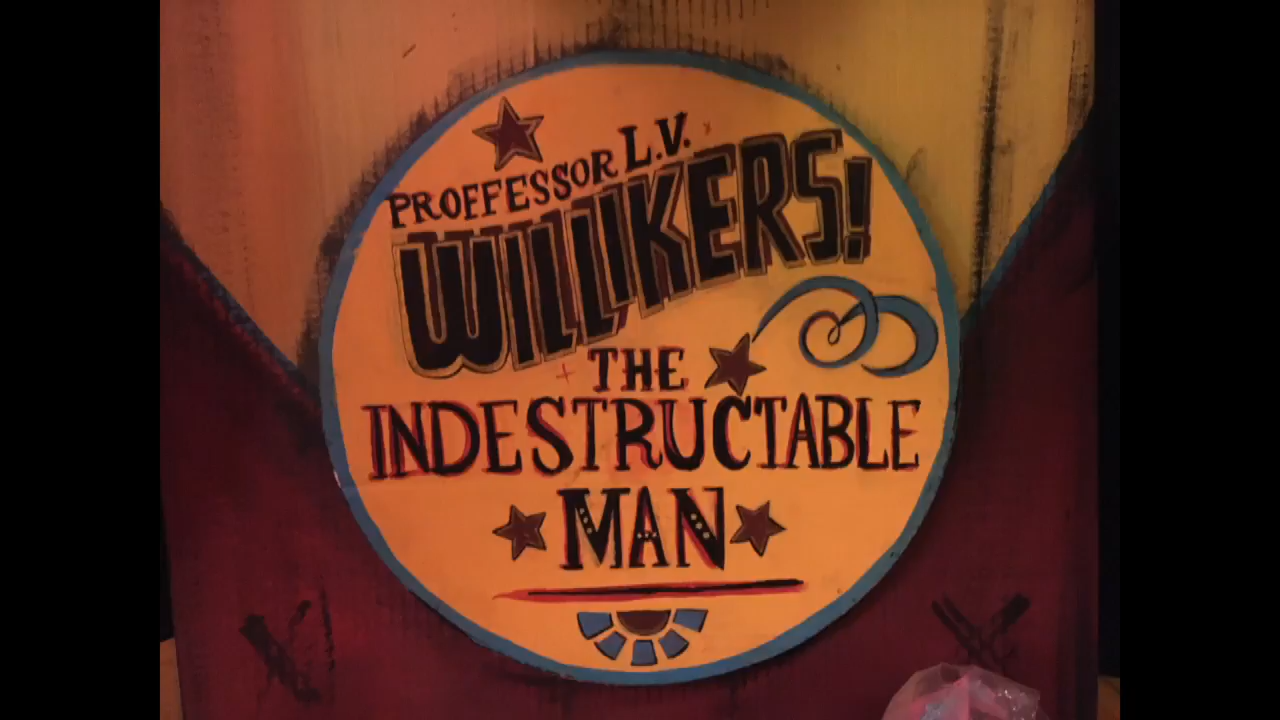 PROFFESSOR L.V.
WILLIKERS!
THE
INDESTRUCTABLE
MAN